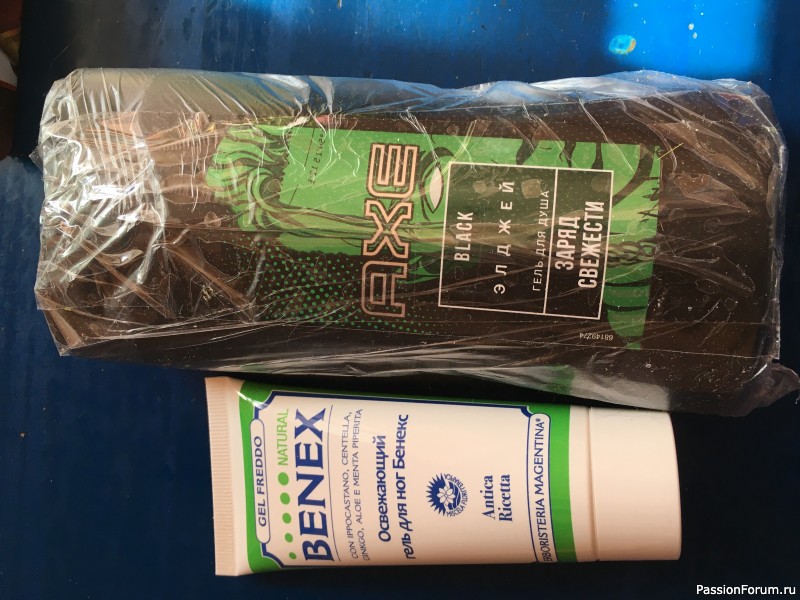 AXE
BLACK
ЭЛДЖЕЙ
ГЕЛЬ ДЛЯ ДУША
ЗАРЯД
СВЕЖЕСТИ
68149274
GEL FREDDO
NATURAL
BENEX
CON IPPOCASTANO, CENTELLA,
GINKGO, ALOE E MENTA PIPERITA
Освежающий
гель для ног Бенекс
Antica
Ricetta
ERBORISTERIA MAGENTINA®
PassionForum.ru